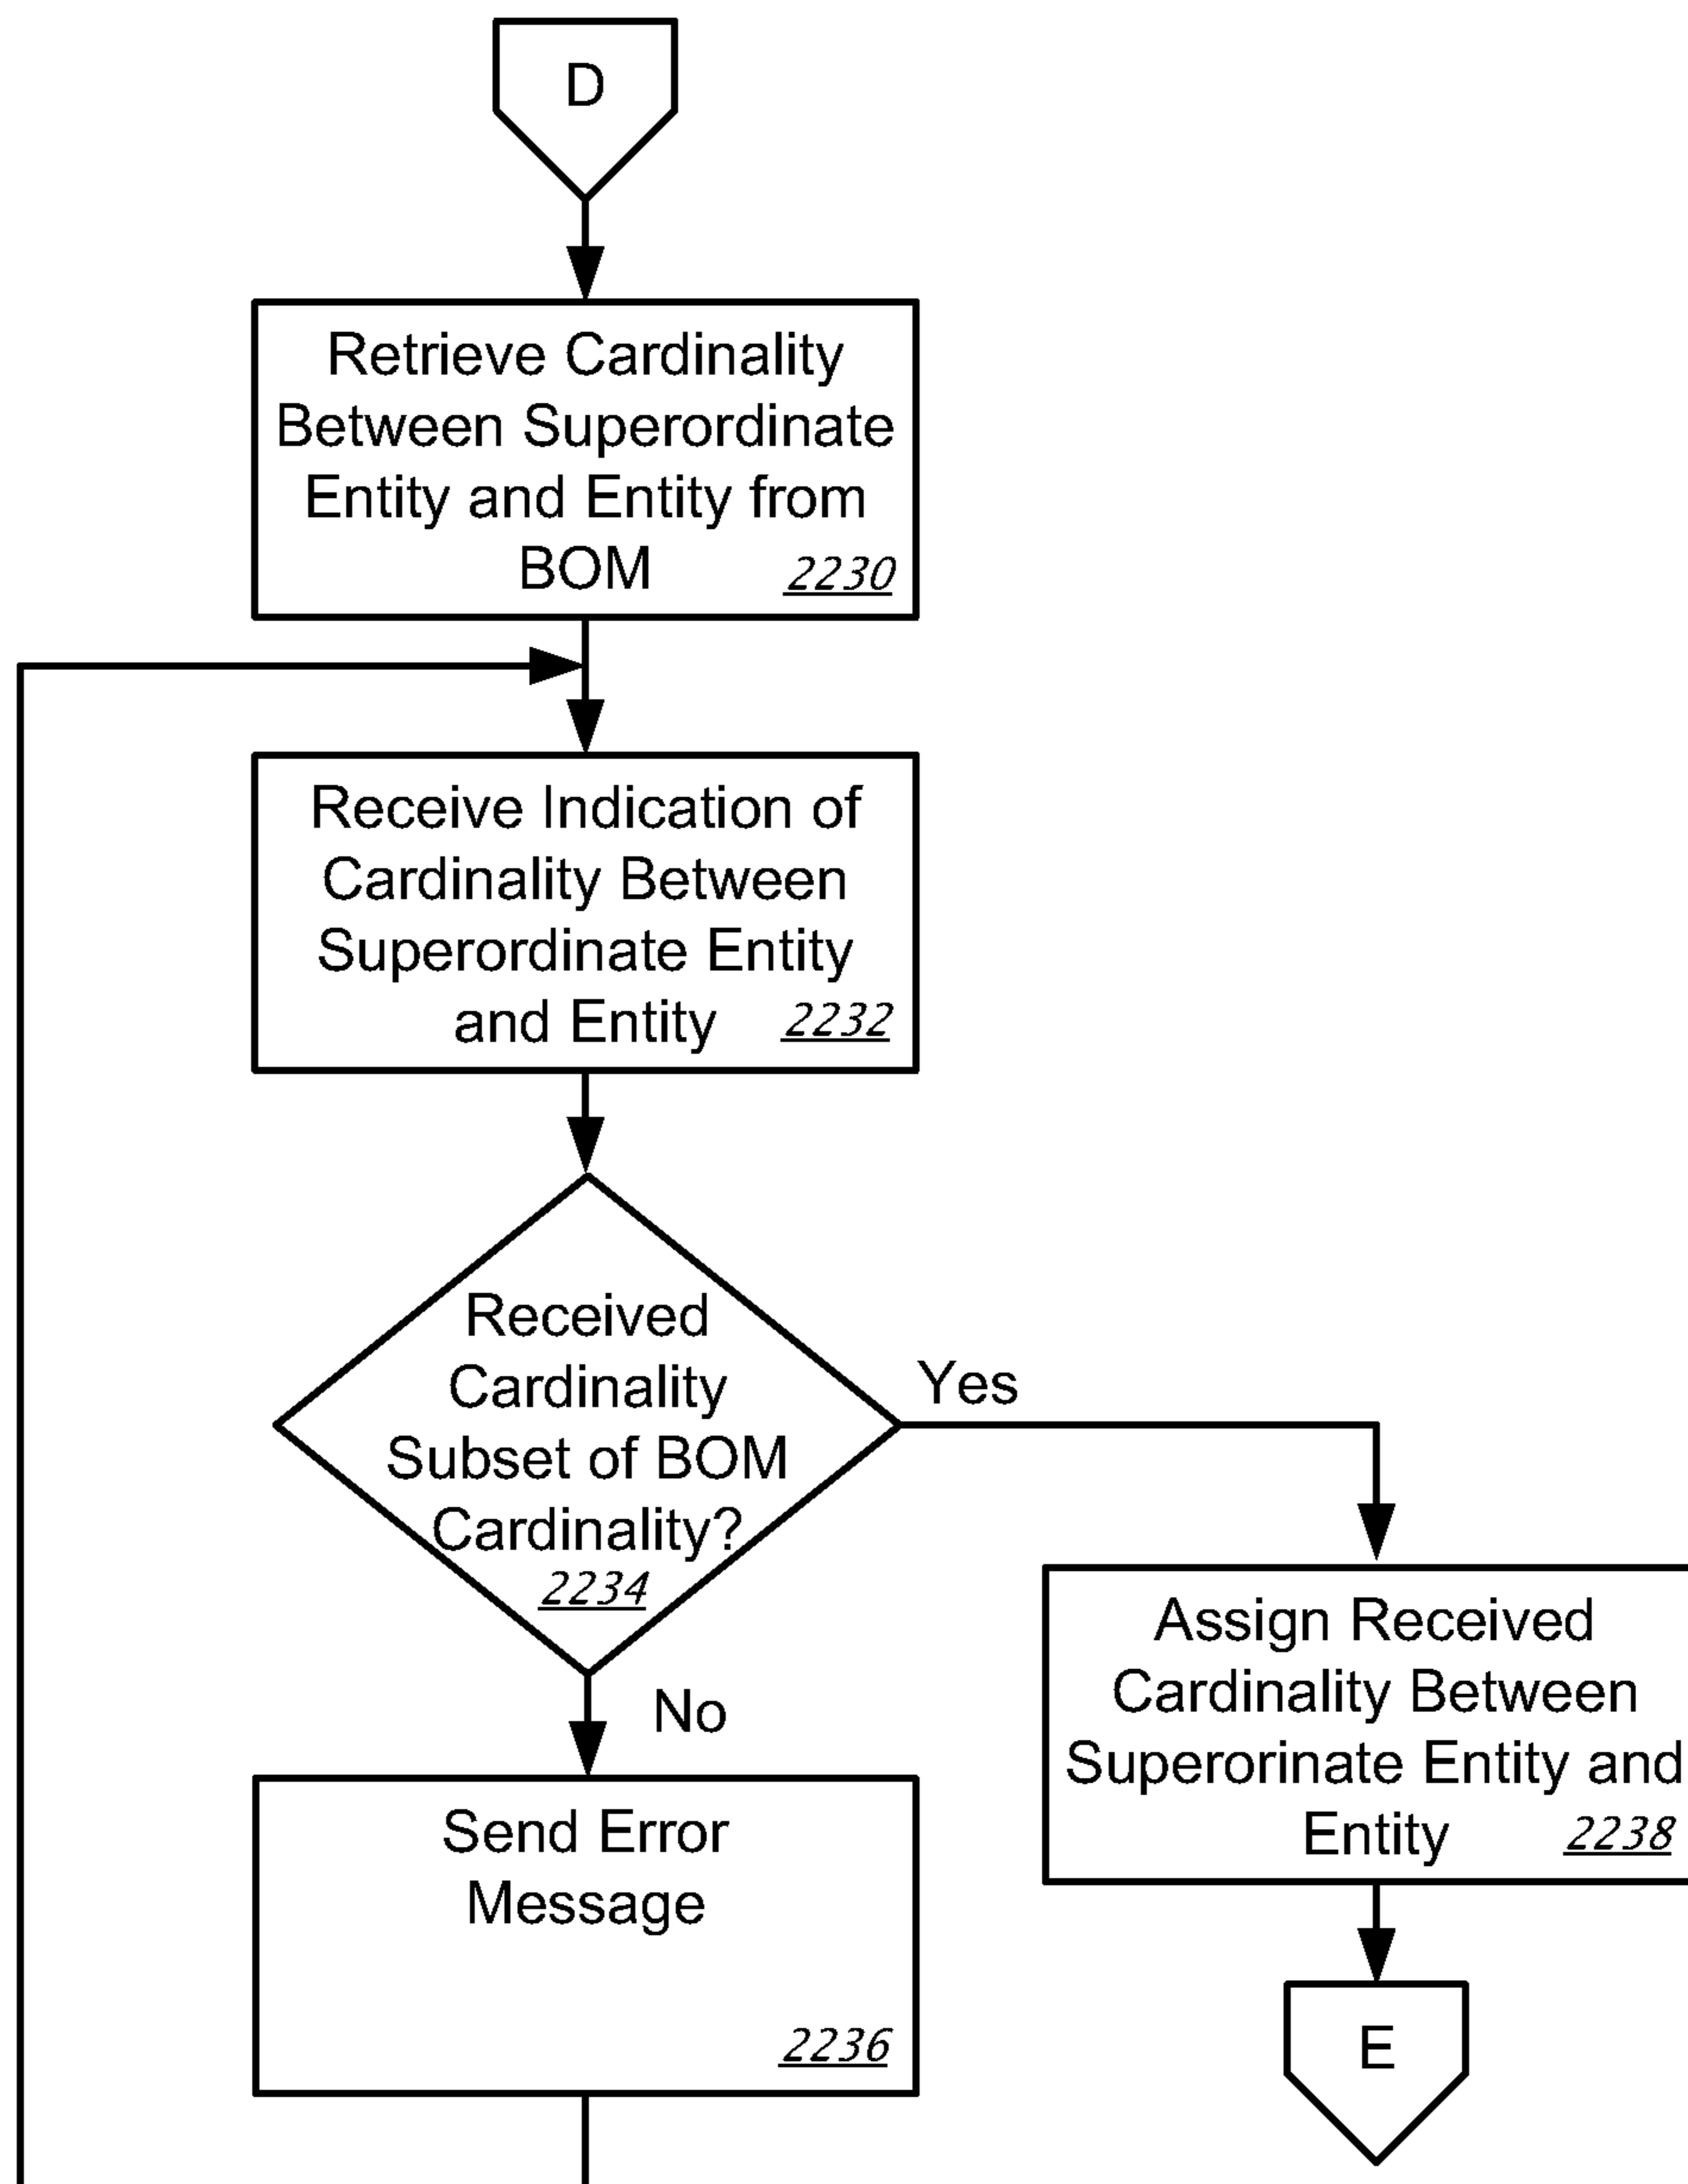 D
Retrieve Cardinality
Between Superordinate
Entity and Entity from
BOM 2230
Receive Indication of
Cardinality Between
Superordinate Entity
and Entity 2232
Received
Cardinality
Subset of BOM
Cardinality?
2234
Yes
No
Send Error
Message
2236
Assign Received
Cardinality Between
Superorinate Entity and
Entity 2238
E